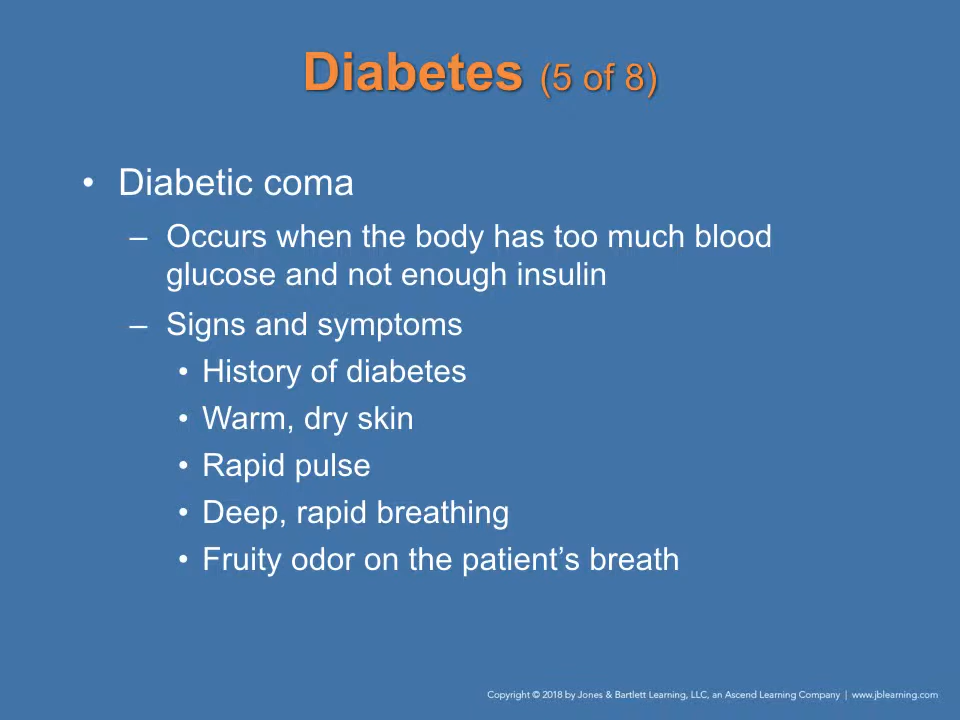 Diabetes (5 of 8)
• Diabetic coma
– Occurs when the body has too much blood
glucose and not enough insulin
– Signs and symptoms
• History of diabetes
• Warm, dry skin
• Rapid pulse
• Deep, rapid breathing
• Fruity odor on the patient’s breath
Copyright © 2018 by Jones & Bartlett Learning, LLC, an Ascend Learning Company | www.jblearning.com